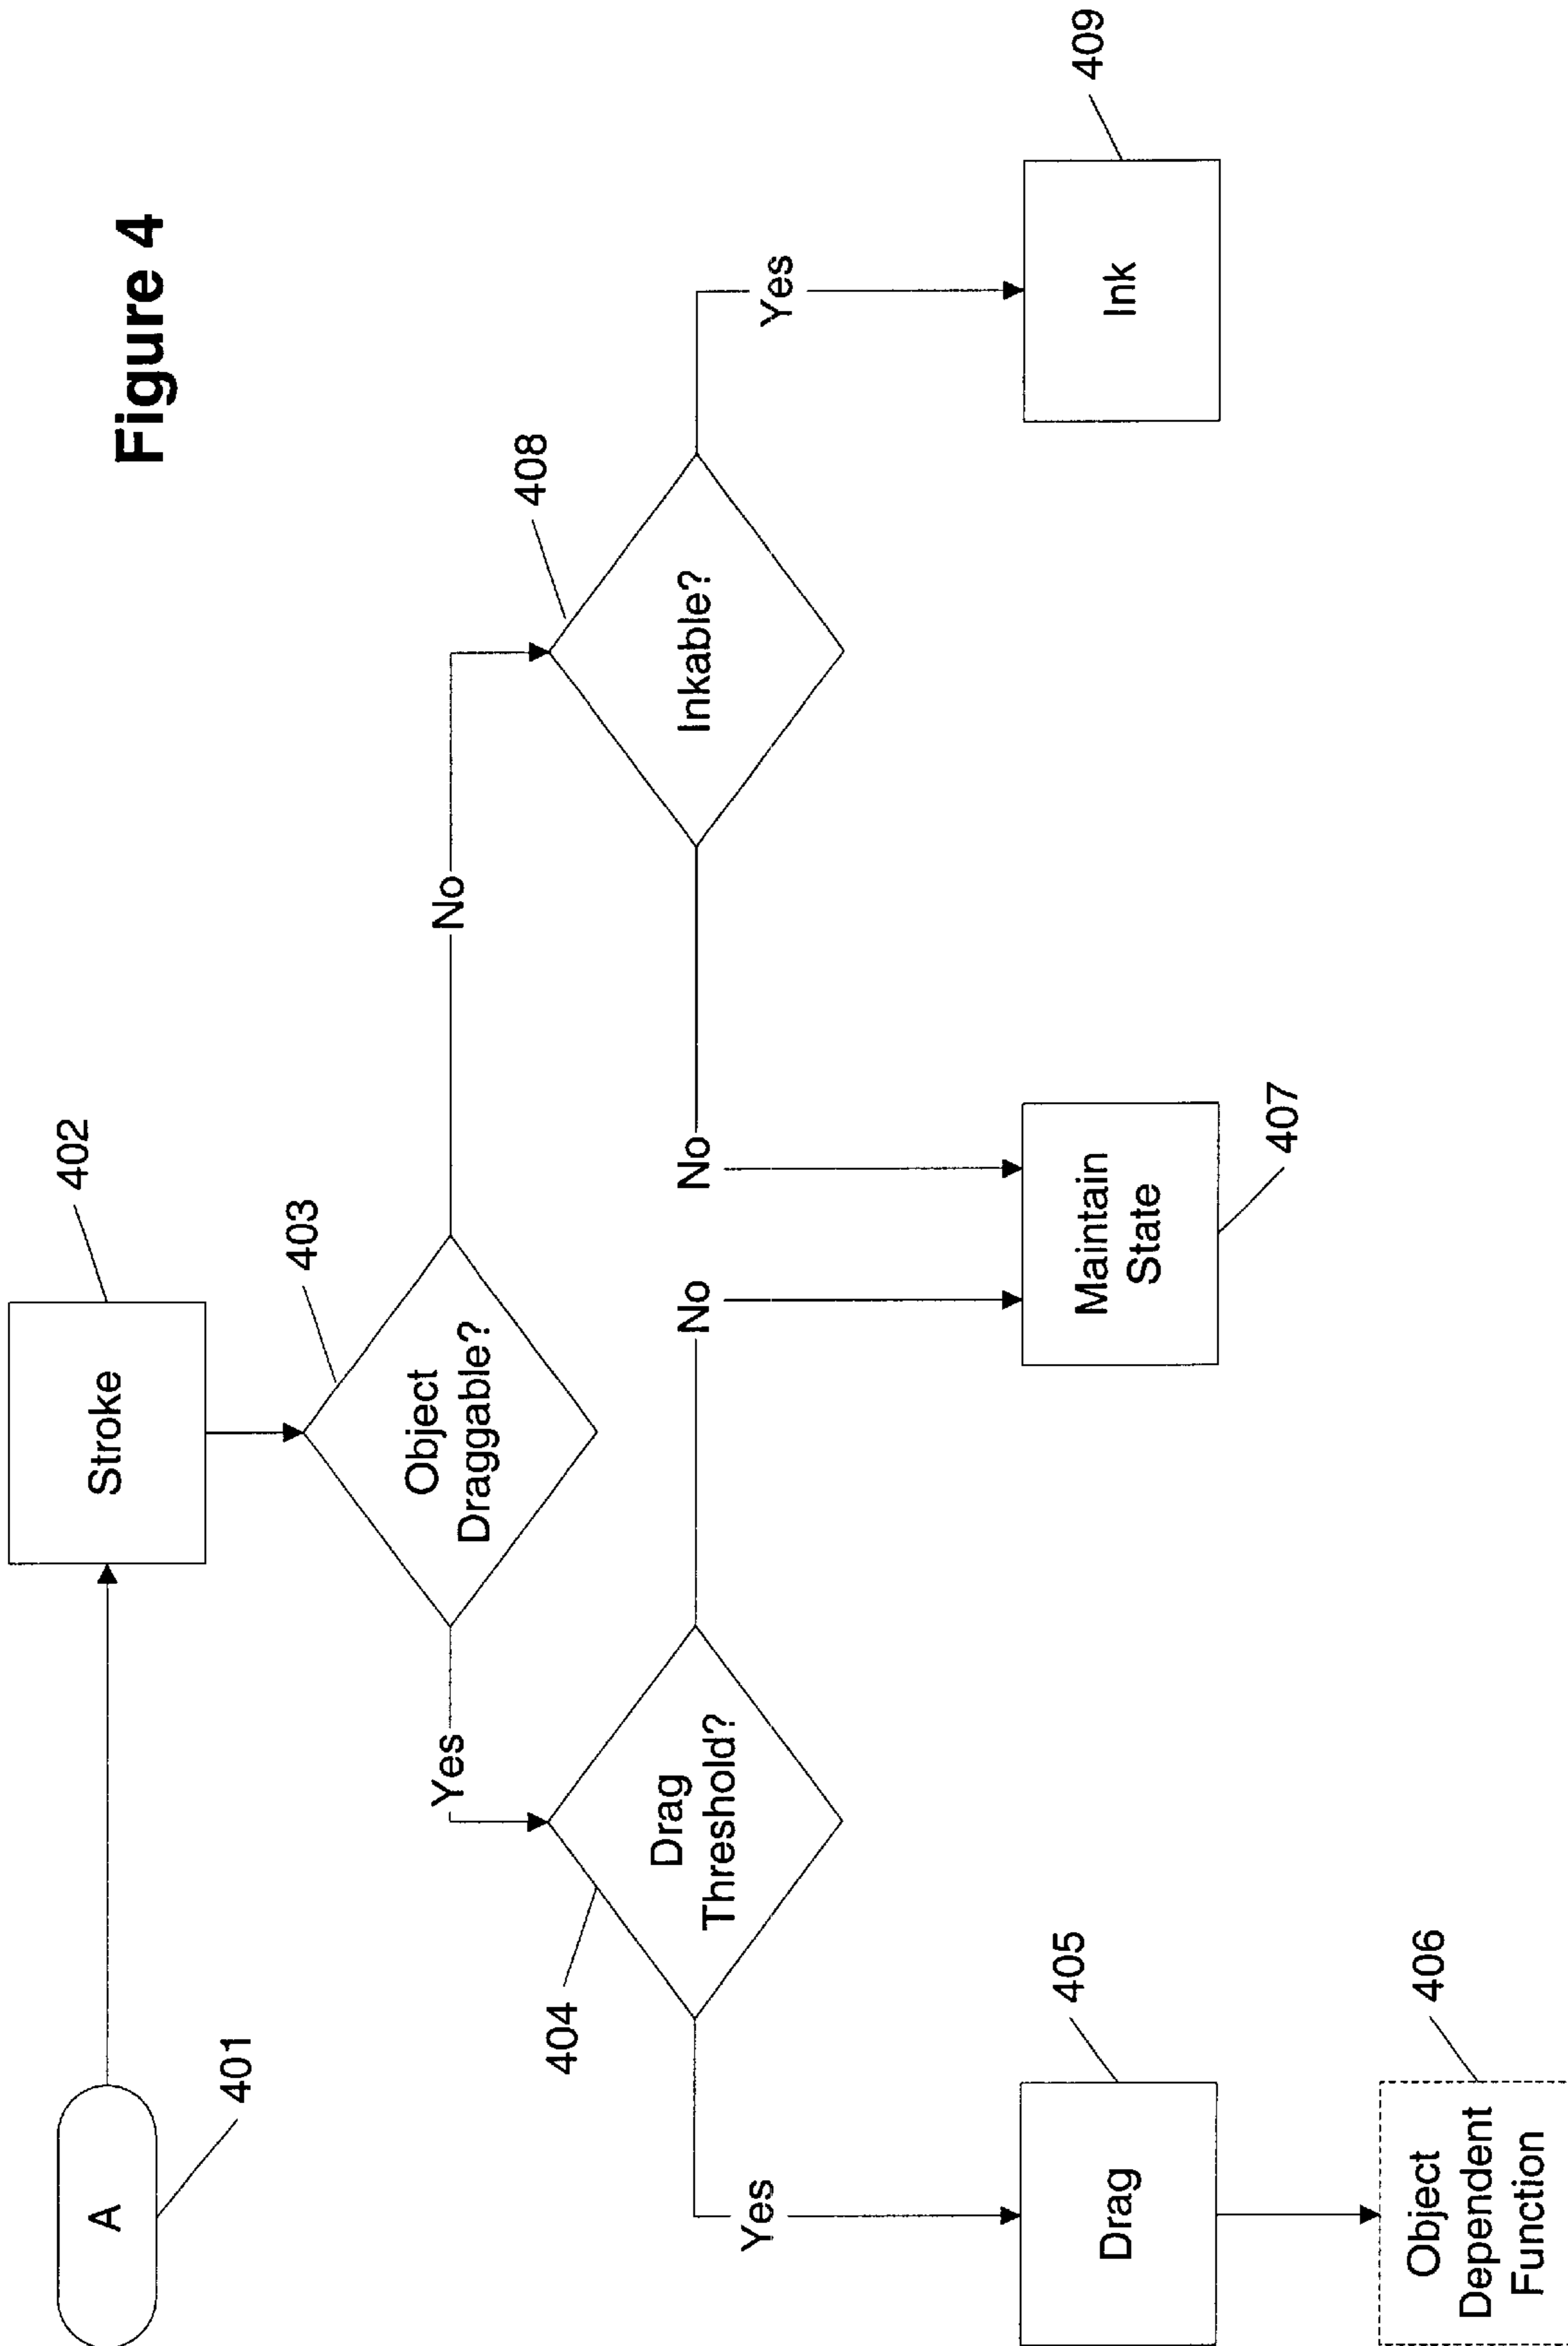 Figure 4
A
401
Stroke
402
Object
Draggable?
403
Yes
No
Drag
Threshold?
404
Inkable?
408
Yes
No
No
Yes
Drag
405
Maintain
State
407
Ink
409
Object
Dependent
Function
406